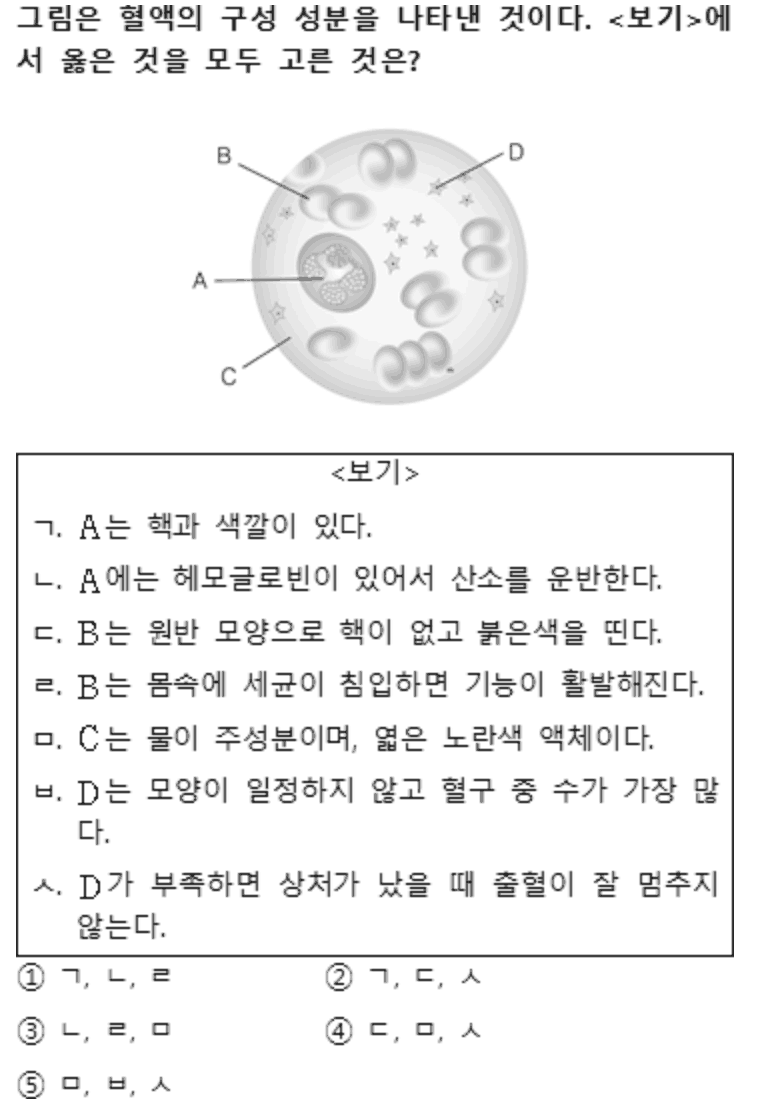 그림은 혈액의 구성 성분을 나타낸 것이다. <보기>에
서 옳은 것을 모두 고른 것은?
B
D
A
C
<보기>
ㄱ. A는 핵과 색깔이 있다.
ㄴ. A에는 헤모글로빈이 있어서 산소를 운반한다.
ㄷ. B는 원반 모양으로 핵이 없고 붉은색을 띤다.
ㄹ. B는 몸속에 세균이 침입하면 기능이 활발해진다.
ㅁ. C는 물이 주성분이며, 엷은 노란색 액체이다.
ㅂ. D는 모양이 일정하지 않고 혈구 중 수가 가장 많
다.
ㅅ. D가 부족하면 상처가 났을 때 출혈이 잘 멈추지
않는다.
① ㄱ, ㄴ, ㄹ ② ㄱ, ㄷ, ㅅ
③ ㄴ, ㄹ, ㅁ ④ ㄷ, ㅁ, ㅅ
⑤ ㅁ, ㅂ, ㅅ